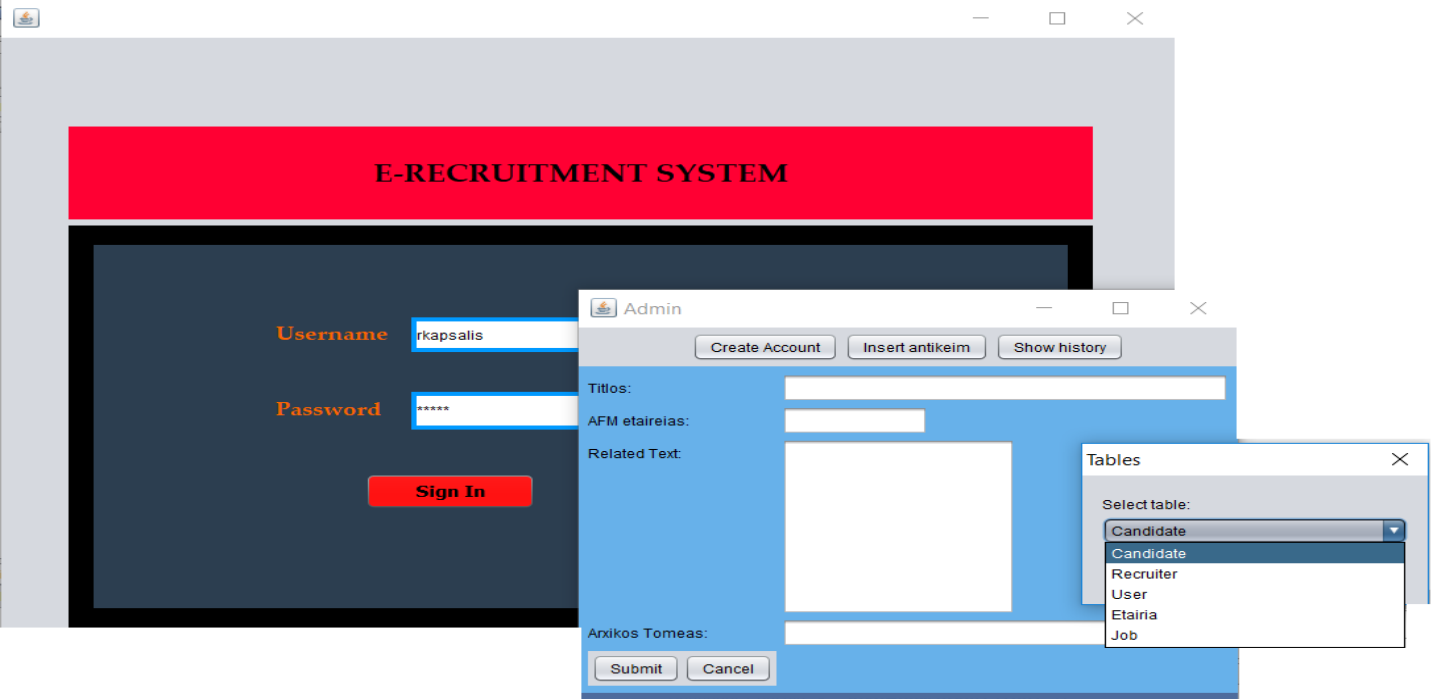 E-RECRUITMENT SYSTEM
Username
rkapsalis
Password
*****
Sign In
Admin
Create Account
Insert antikeim
Show history
Titlos:
AFM etaireias:
Related Text:
Arxikos Tomeas:
Submit
Cancel
Tables
Select table:
Candidate
Candidate
Recruiter
User
Etairia
Job